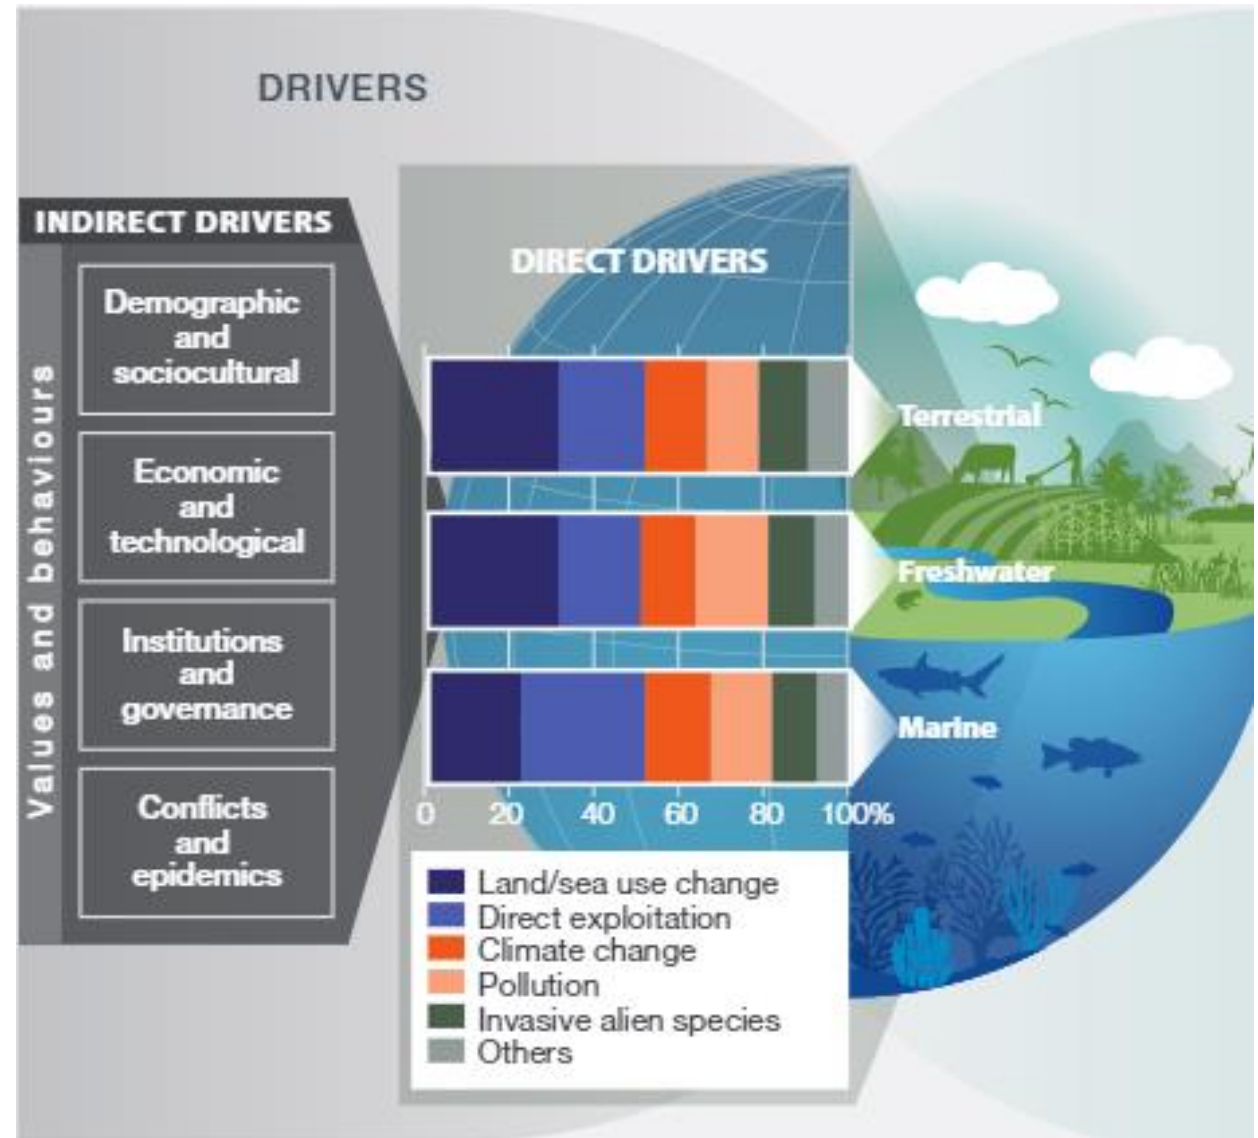 DRIVERS
INDIRECT DRIVERS
Values and behaviours
Demographic
and
sociocultural
Economic
and
technological
Institutions
and
governance
Conflicts
and
epidemics
DIRECT DRIVERS
Terrestrial
Freshwater
Marine
0 20 40 60 80 100%
Land/sea use change
Direct exploitation
Climate change
Pollution
Invasive alien species
Others